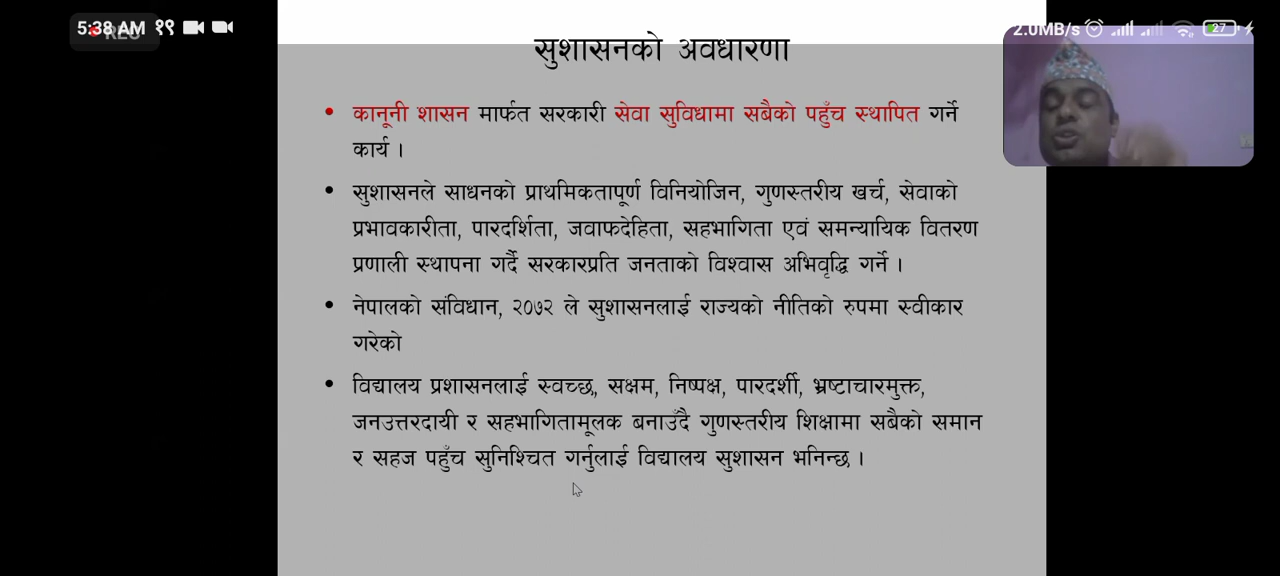 5:38 AM ११
REC
2.0MB/s 27
सुशासनको अवधारणा
• कानूनी शासन मार्फत सरकारी सेवा सुविधामा सबैको पहुँच स्थापित गर्ने
कार्य ।
• सुशासनले साधनको प्राथमिकतापूर्ण विनियोजिन, गुणस्तरीय खर्च, सेवाको
प्रभावकारीता, पारदर्शिता, जवाफदेहिता, सहभागिता एवं समन्यायिक वितरण
प्रणाली स्थापना गर्दै सरकारप्रति जनताको विश्वास अभिवृद्धि गर्ने ।
• नेपालको संविधान, २०७२ ले सुशासनलाई राज्यको नीतिको रुपमा स्वीकार
गरेको
• विद्यालय प्रशासनलाई स्वच्छ, सक्षम, निष्पक्ष, पारदर्शी, भ्रष्टाचारमुक्त,
जनउत्तरदायी र सहभागितामूलक बनाउँदै गुणस्तरीय शिक्षामा सबैको समान
र सहज पहुँच सुनिश्चित गर्नुलाई विद्यालय सुशासन भनिन्छ ।